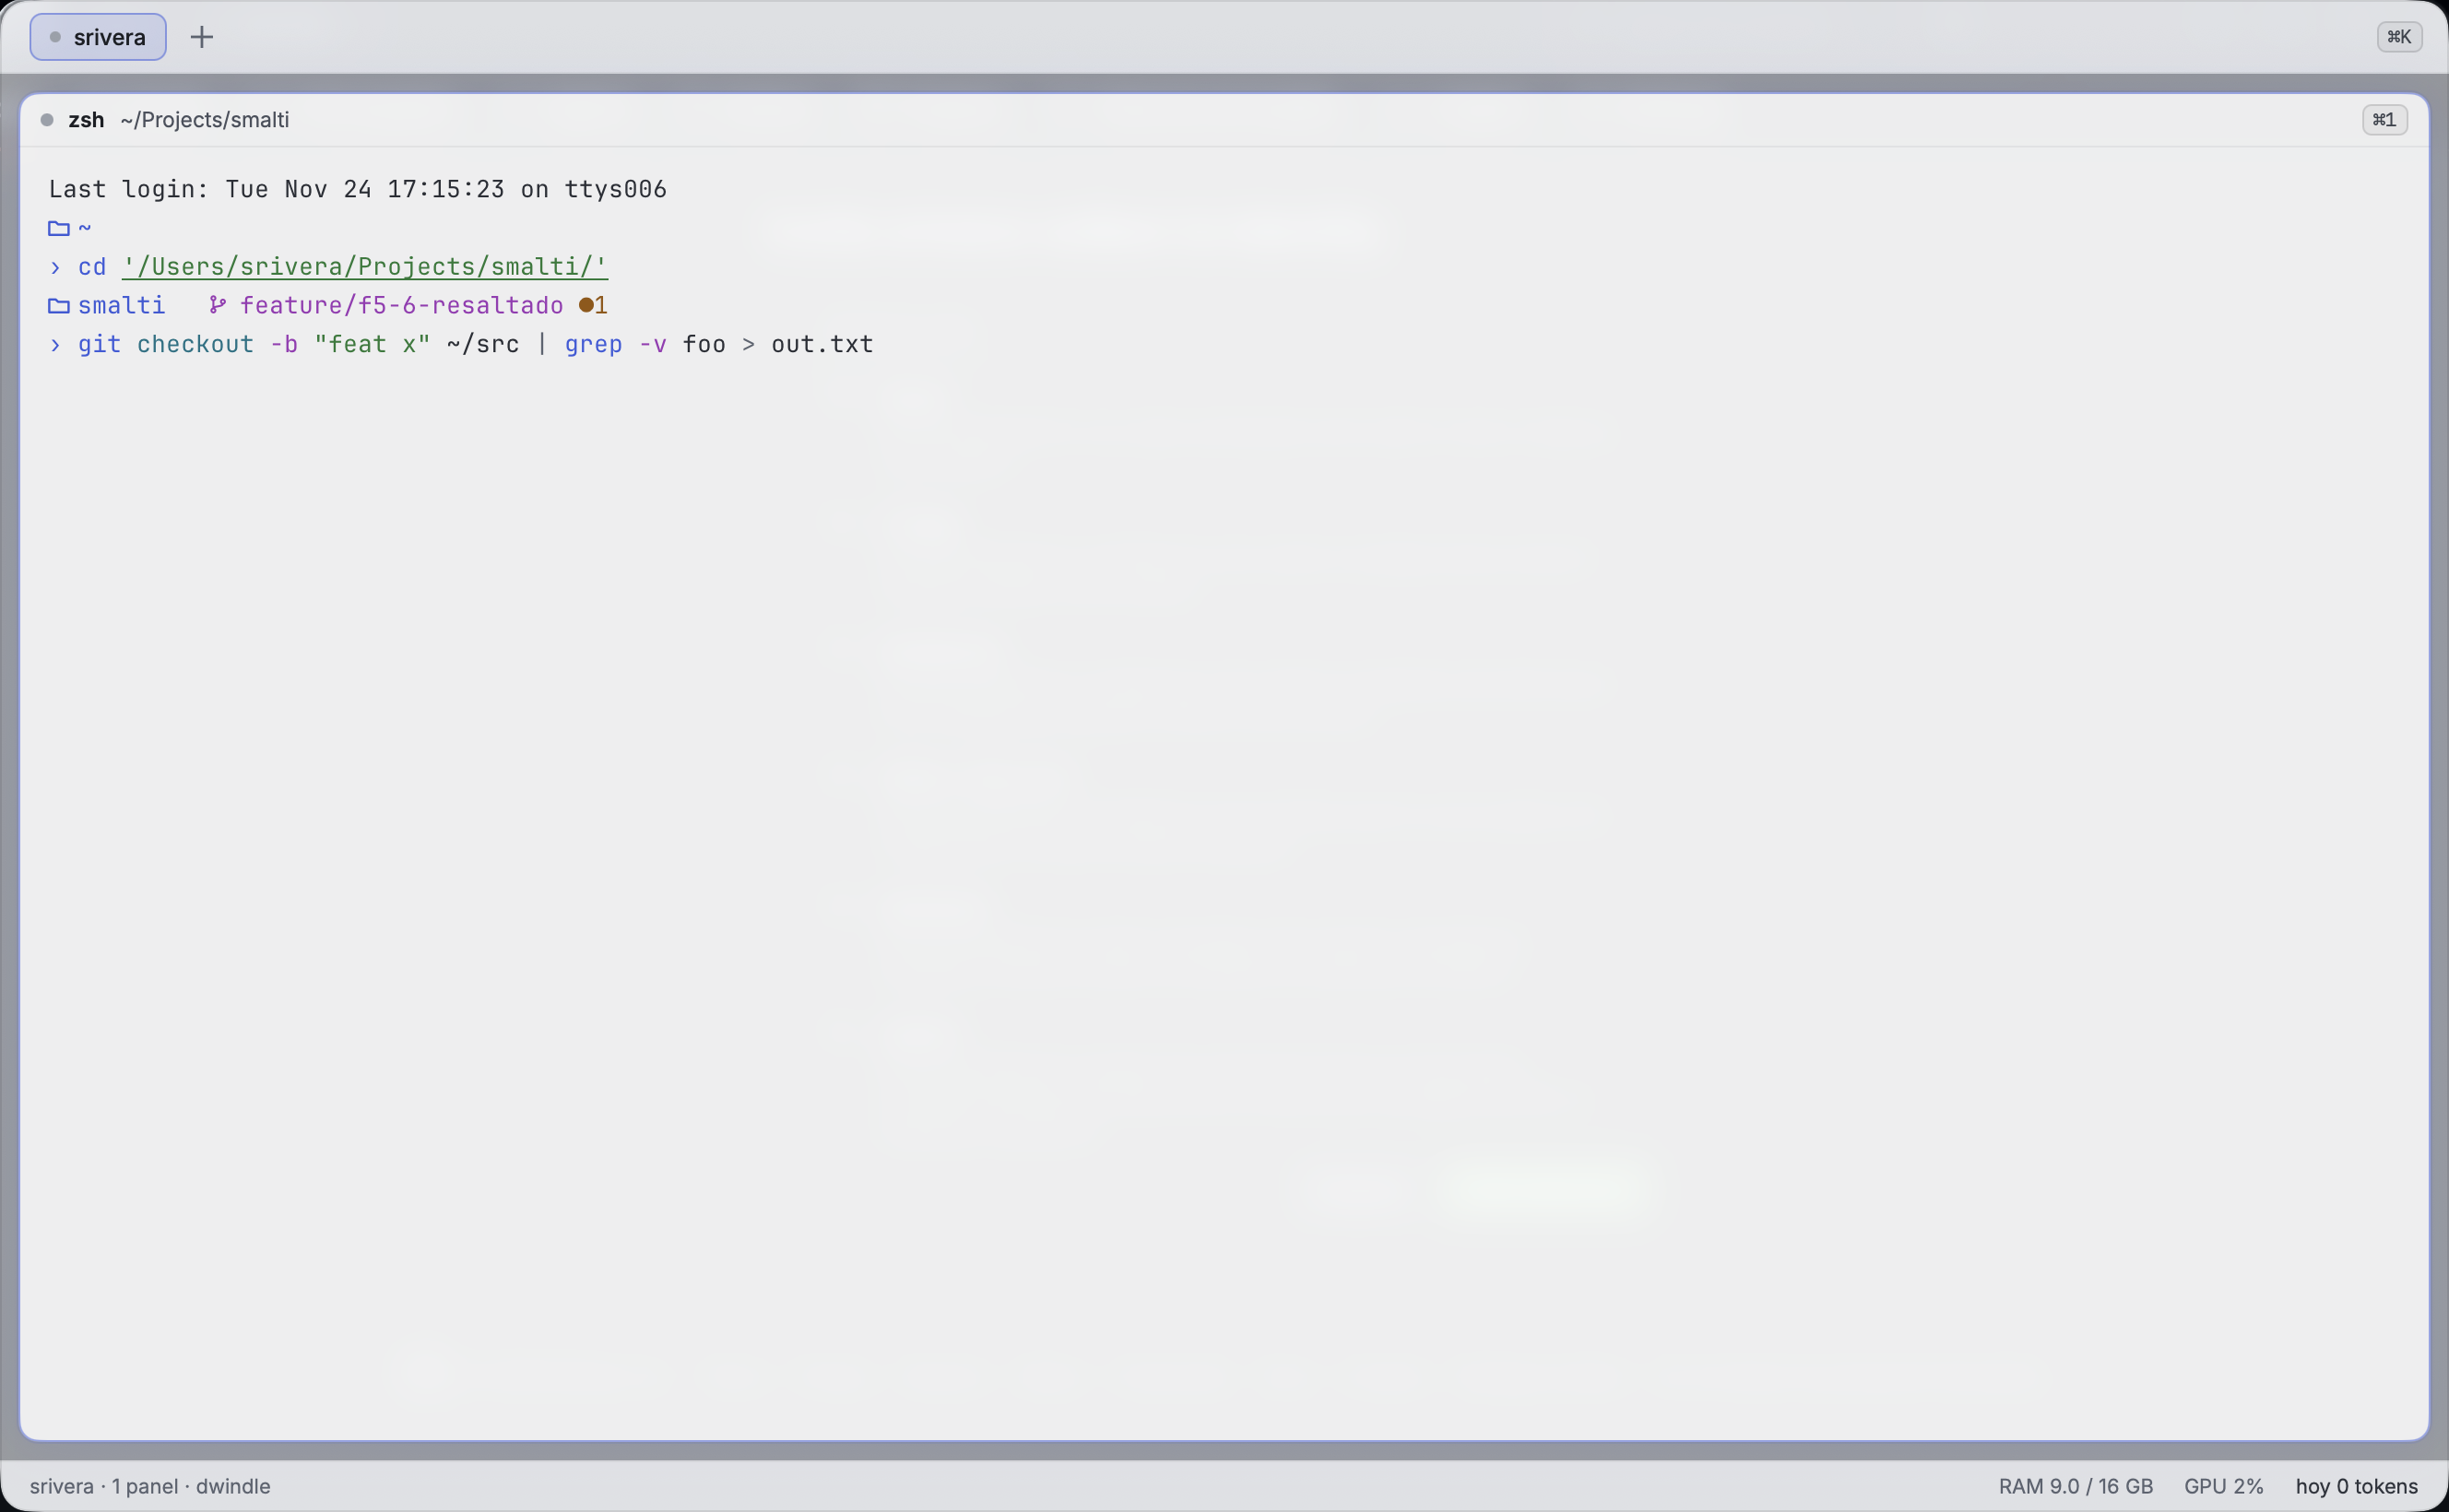 srivera
⌘K
zsh ~/Projects/smalti
⌘1
Last login: Tue Nov 24 17:15:23 on ttys006
~
› cd '/Users/srivera/Projects/smalti/'
smalti feature/f5-6-resaltado ●1
› git checkout -b "feat x" ~/src | grep -v foo > out.txt
srivera · 1 panel · dwindle
RAM 9.0 / 16 GB GPU 2% hoy 0 tokens